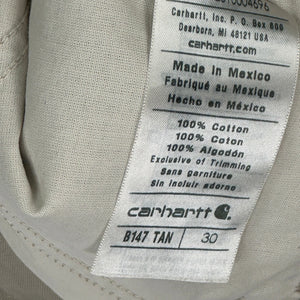 Carhartt, Inc. P.O. Box 600
Dearborn, MI 48121 USA
carhartt.com
Made in Mexico
Fabriqué au Mexique
Hecho en México
100% Cotton
100% Coton
100% Algodón
Exclusive of Trimming
Sans garniture
Sin incluir adorno
carhartt
B147 TAN 30